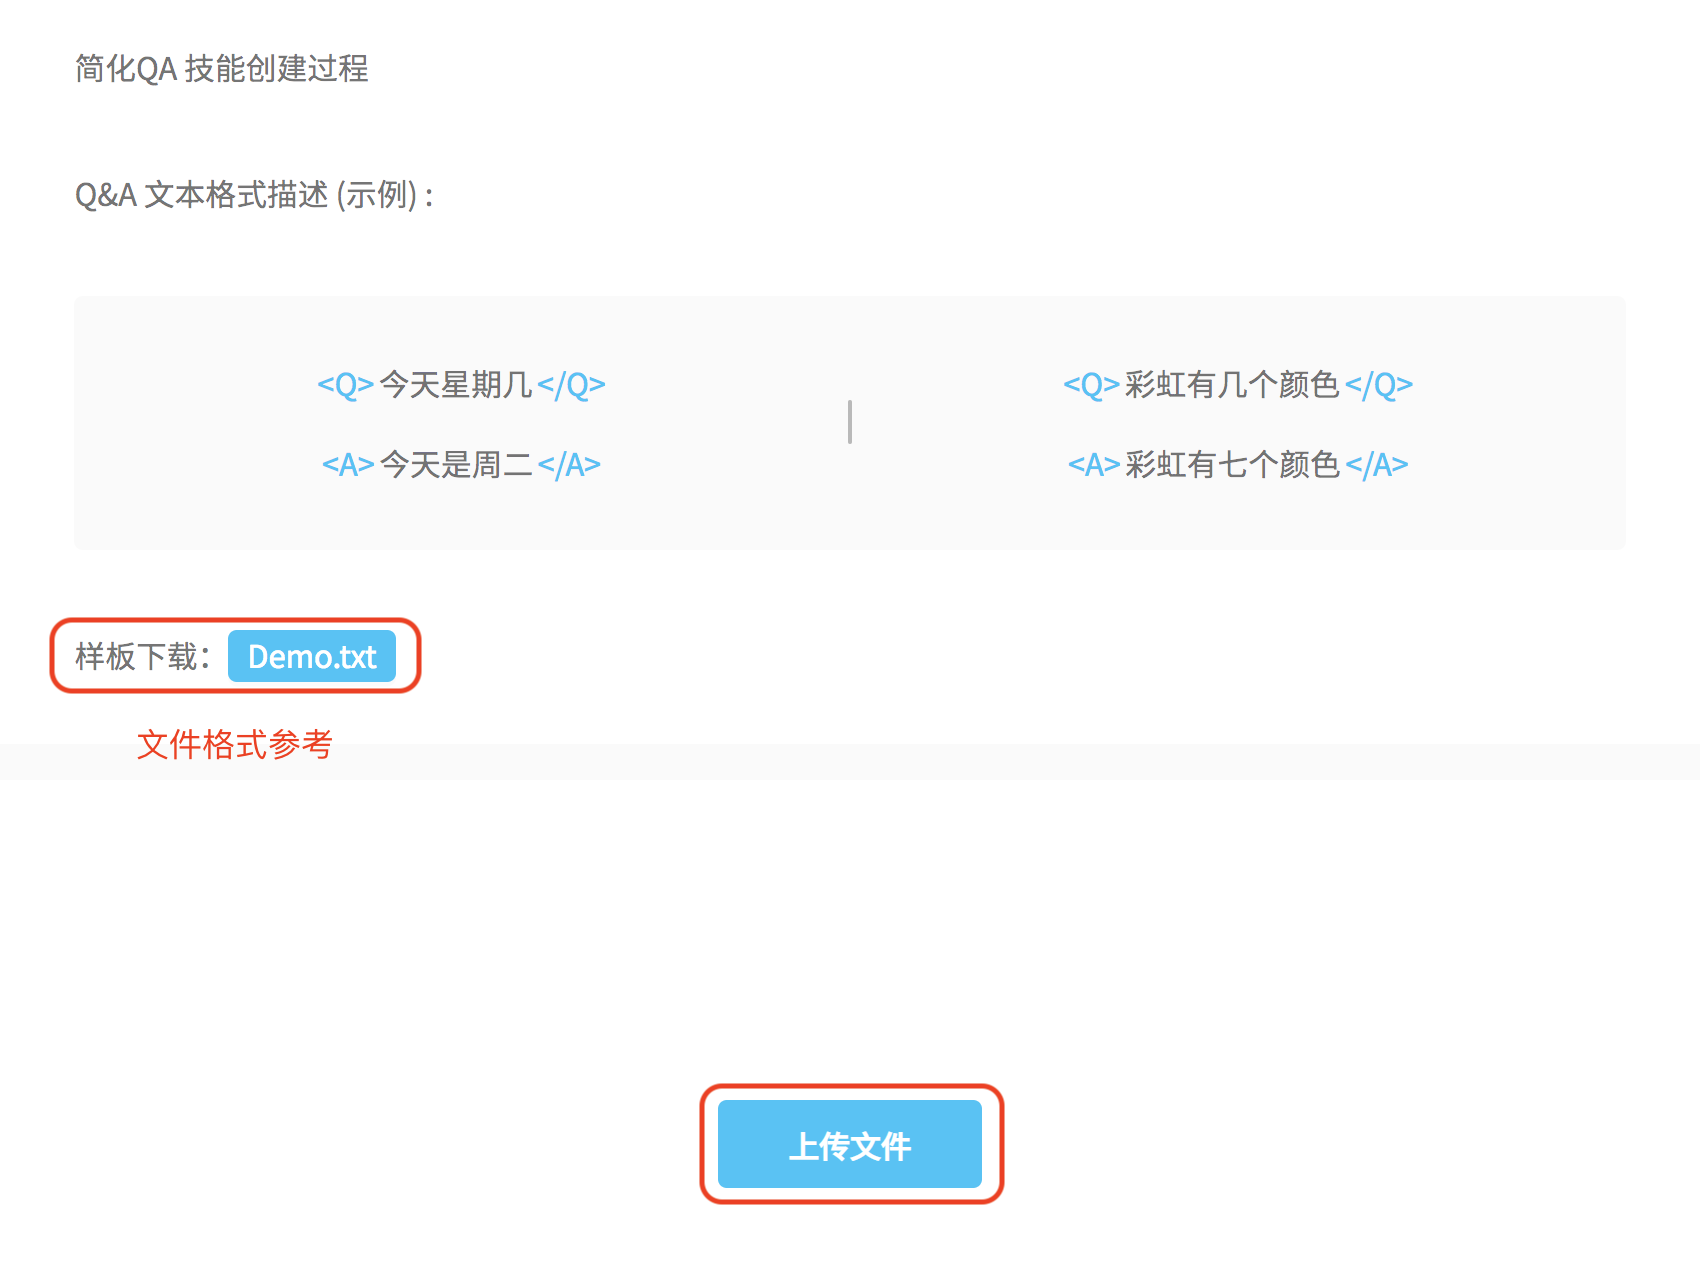 简化QA 技能创建过程
Q&A 文本格式描述 (示例) :
<Q> 今天星期几 </Q>
<A> 今天是周二 </A>
<Q> 彩虹有几个颜色 </Q>
<A> 彩虹有七个颜色 </A>
样板下载： Demo.txt
文件格式参考
上传文件